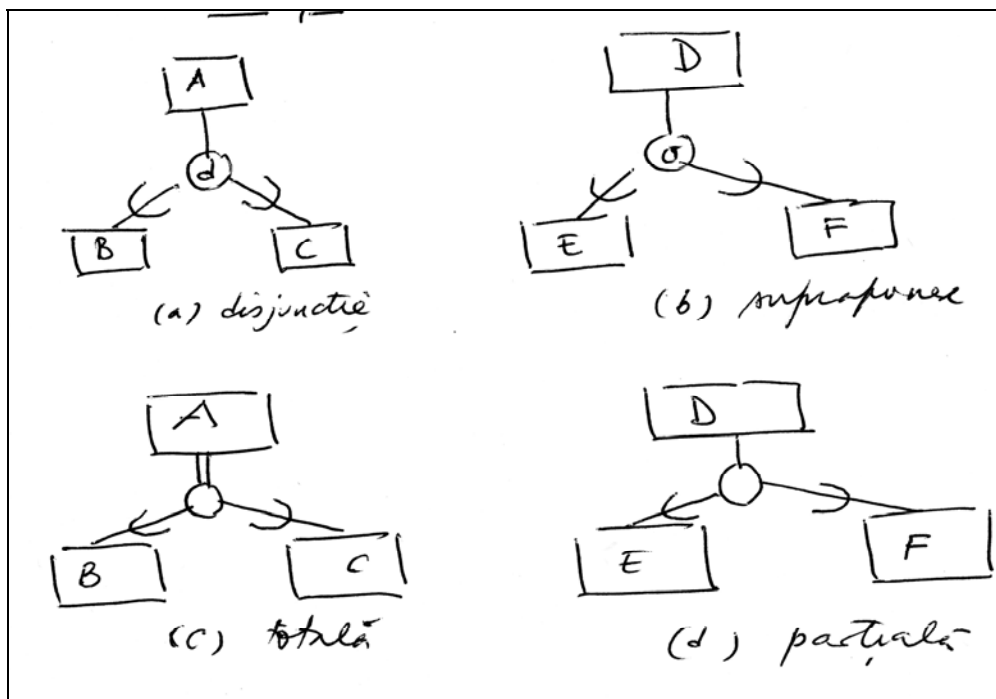 A
D
d
o
B
C
E
F
(a) disjuncție
(b) suprapunere
A
D
B
C
E
F
(c) totală
(d) parțială